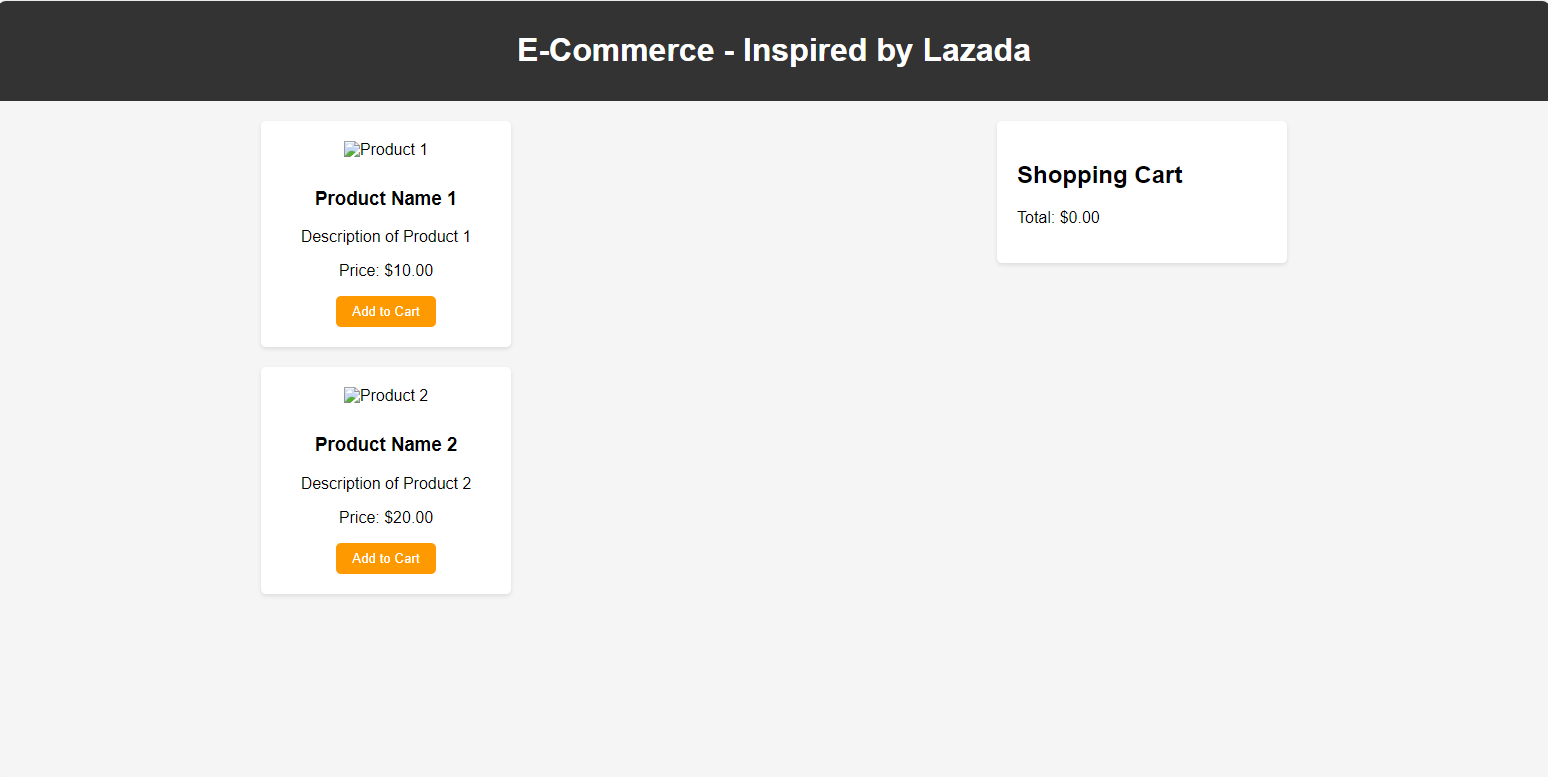 E-Commerce - Inspired by Lazada
Product 1
Product Name 1
Description of Product 1
Price: $10.00
Add to Cart
Product 2
Product Name 2
Description of Product 2
Price: $20.00
Add to Cart
Shopping Cart
Total: $0.00